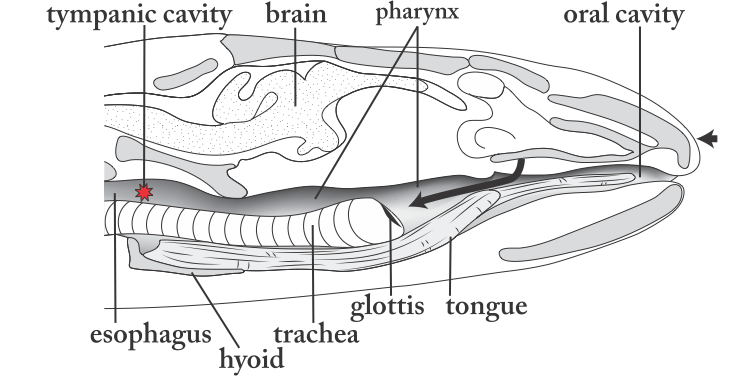 tympanic cavity brain pharynx oral cavity
glottis tongue
esophagus trachea
hyoid